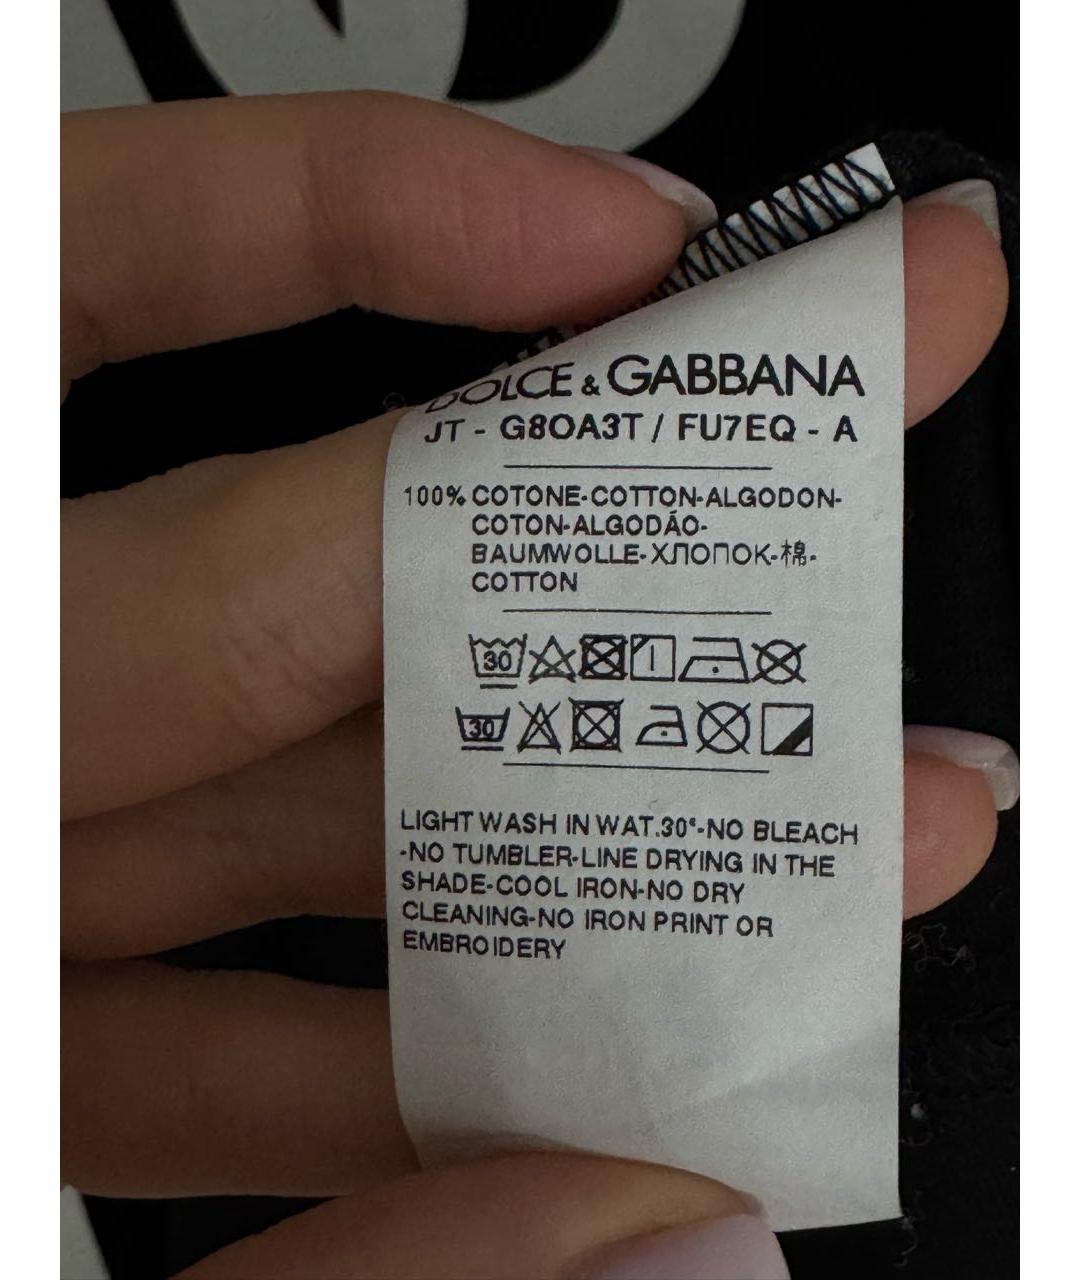 DOLCE & GABBANA
JT - G8OA3T / FU7EQ - A
100% COTONE-COTTON-ALGODON-
COTON-ALGODÃO-
BAUMWOLLE-ХЛОПОК-棉-
COTTON
30
30
LIGHT WASH IN WAT.30°-NO BLEACH
-NO TUMBLER-LINE DRYING IN THE
SHADE-COOL IRON-NO DRY
CLEANING-NO IRON PRINT OR
EMBROIDERY